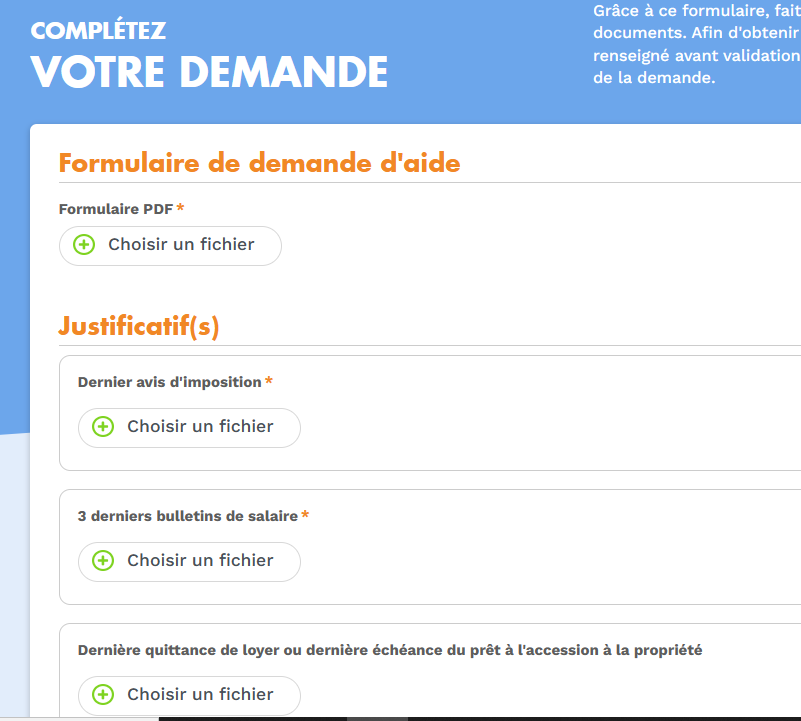 COMPLÉTEZ
VOTRE DEMANDE
Grâce à ce formulaire, fait
documents. Afin d'obtenir
renseigné avant validation
de la demande.
Formulaire de demande d'aide
Formulaire PDF *
Choisir un fichier
Justificatif(s)
Dernier avis d'imposition *
Choisir un fichier
3 derniers bulletins de salaire *
Choisir un fichier
Dernière quittance de loyer ou dernière échéance du prêt à l'accession à la propriété
Choisir un fichier